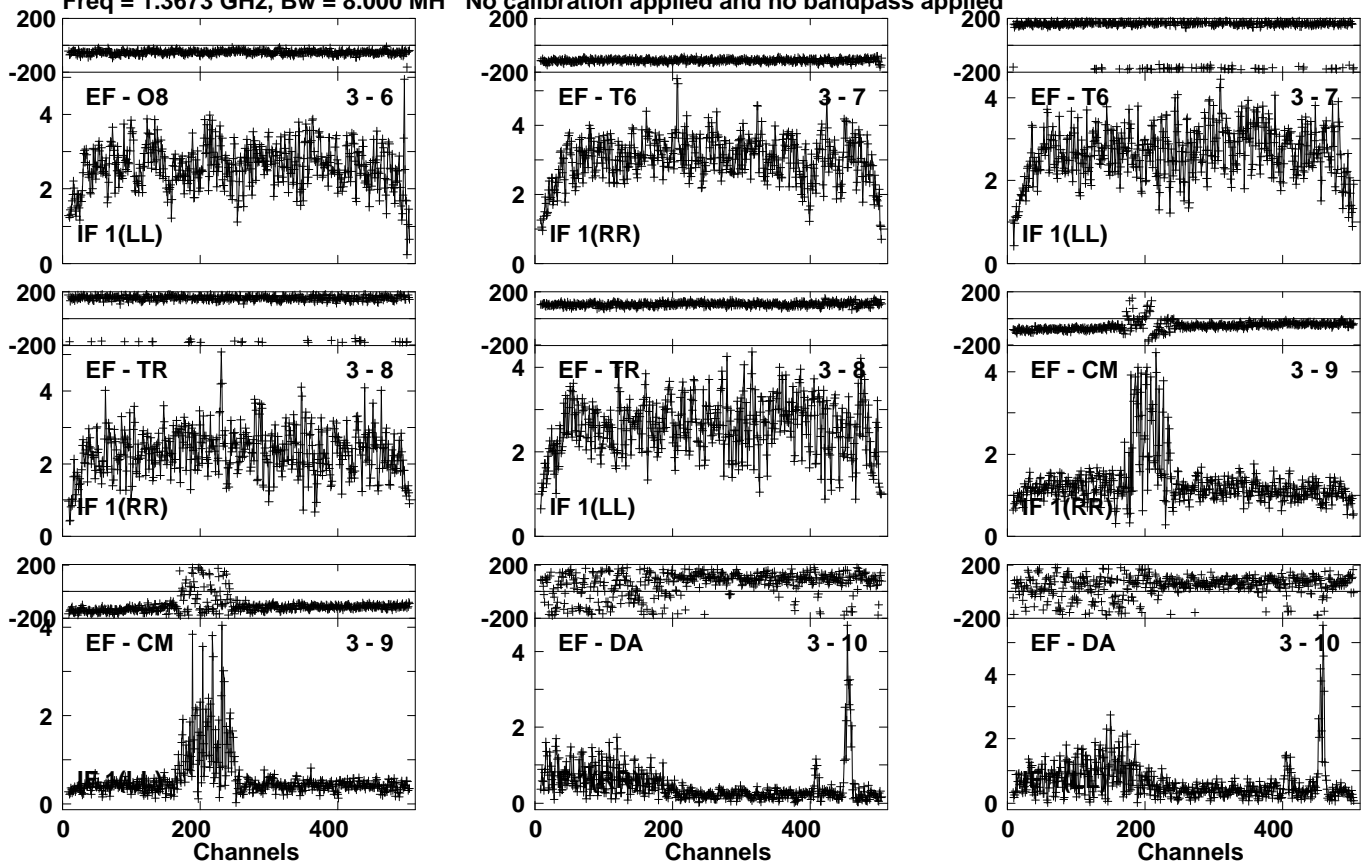 Freq = 1.3673 GHz, Bw = 8.000 MH No calibration applied and no bandpass applied
200
-200
EF - O8 3 - 6
4
2
IF 1(LL)
0
EF - T6 3 - 7
4
2
IF 1(RR)
0
200
-200
EF - T6 3 - 7
4
2
IF 1(LL)
0
200
-200
EF - TR 3 - 8
4
2
IF 1(RR)
0
EF - TR 3 - 8
4
2
IF 1(LL)
0
200
-200
EF - CM 3 - 9
4
2
IF 1(RR)
0
200
-200
4
EF - CM 3 - 9
2
IF 1(LL)
0
0 200 400
Channels
200
-200
EF - DA 3 - 10
4
2
IF 1(RR)
0
0 200 400
Channels
200
-200
EF - DA 3 - 10
4
2
0
0 200 400
Channels